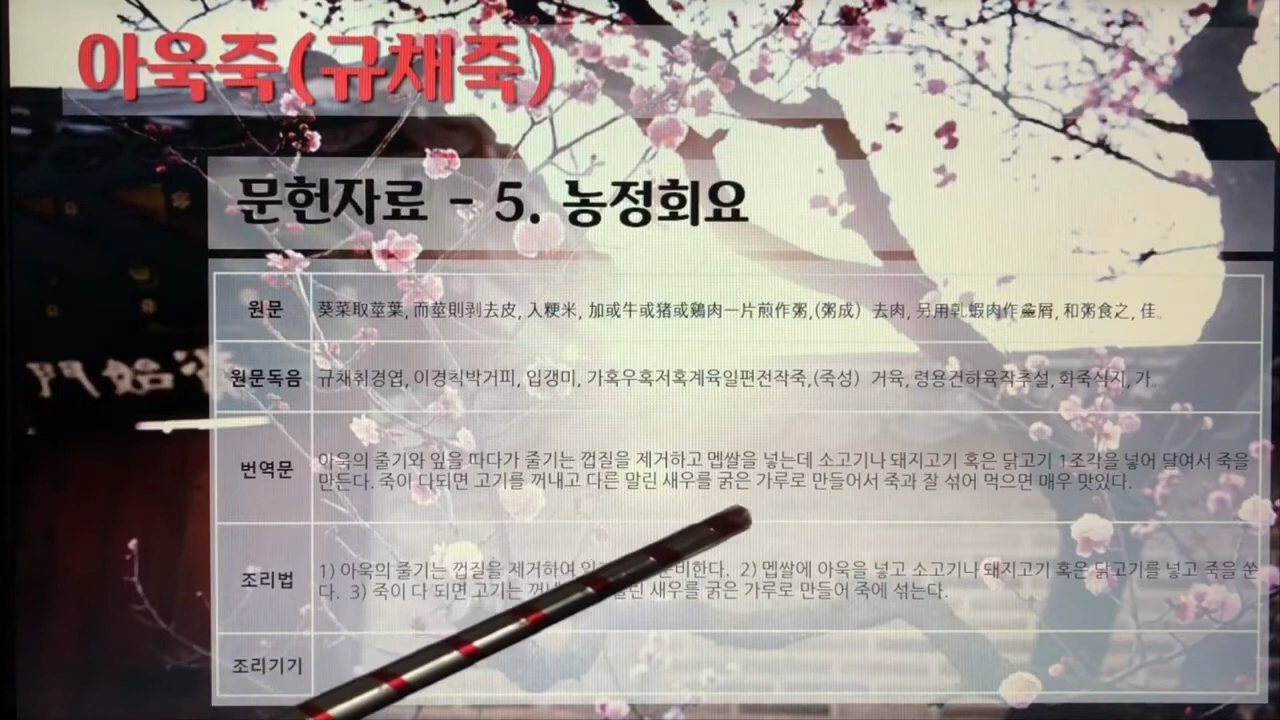 아욱죽(규채죽)
문헌자료 - 5. 농정회요
원문
葵菜取莖葉, 而莖則剥去皮, 入粳米, 加或牛或猪或鷄肉一片煎作粥,(粥成) 去肉, 另用乹蝦肉作麄屑, 和粥食之, 佳。
원문독음
규채취경엽, 이경칙박거피, 입갱미, 가혹우혹저혹계육일편전작죽,(죽성) 거육, 령용건하육작추설, 화죽식지, 가.
번역문
아욱의 줄기와 잎을 따다가 줄기는 껍질을 제거하고 멥쌀을 넣는데 소고기나 돼지고기 혹은 닭고기 1조각을 넣어 달여서 죽을
만든다. 죽이 다되면 고기를 꺼내고 다른 말린 새우를 굵은 가루로 만들어서 죽과 잘 섞어 먹으면 매우 맛있다.
조리법
1) 아욱의 줄기는 껍질을 제거하여 준비한다. 2) 멥쌀에 아욱을 넣고 소고기나 돼지고기 혹은 닭고기를 넣고 죽을 쑨
다. 3) 죽이 다 되면 고기는 새우를 굵은 가루로 만들어 죽에 섞는다.
조리기기
門 始